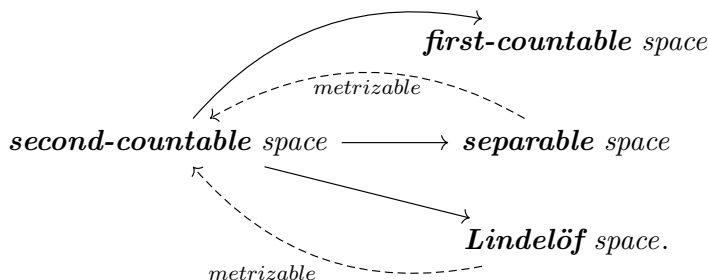 first-countable space
metrizable
second-countable space separable space
Lindelöf space.
metrizable